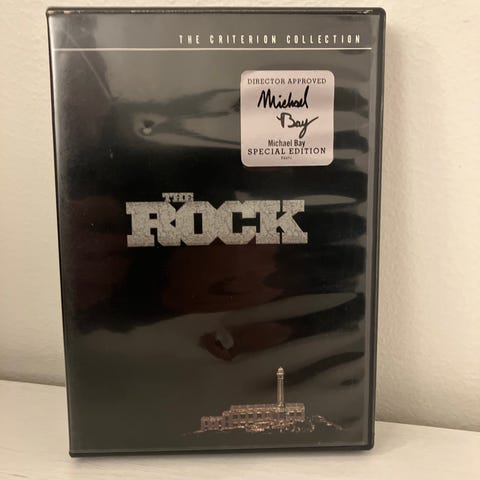 THE CRITERION COLLECTION
DIRECTOR APPROVED
Michael
Bay
Michael Bay
SPECIAL EDITION
THE
ROCK